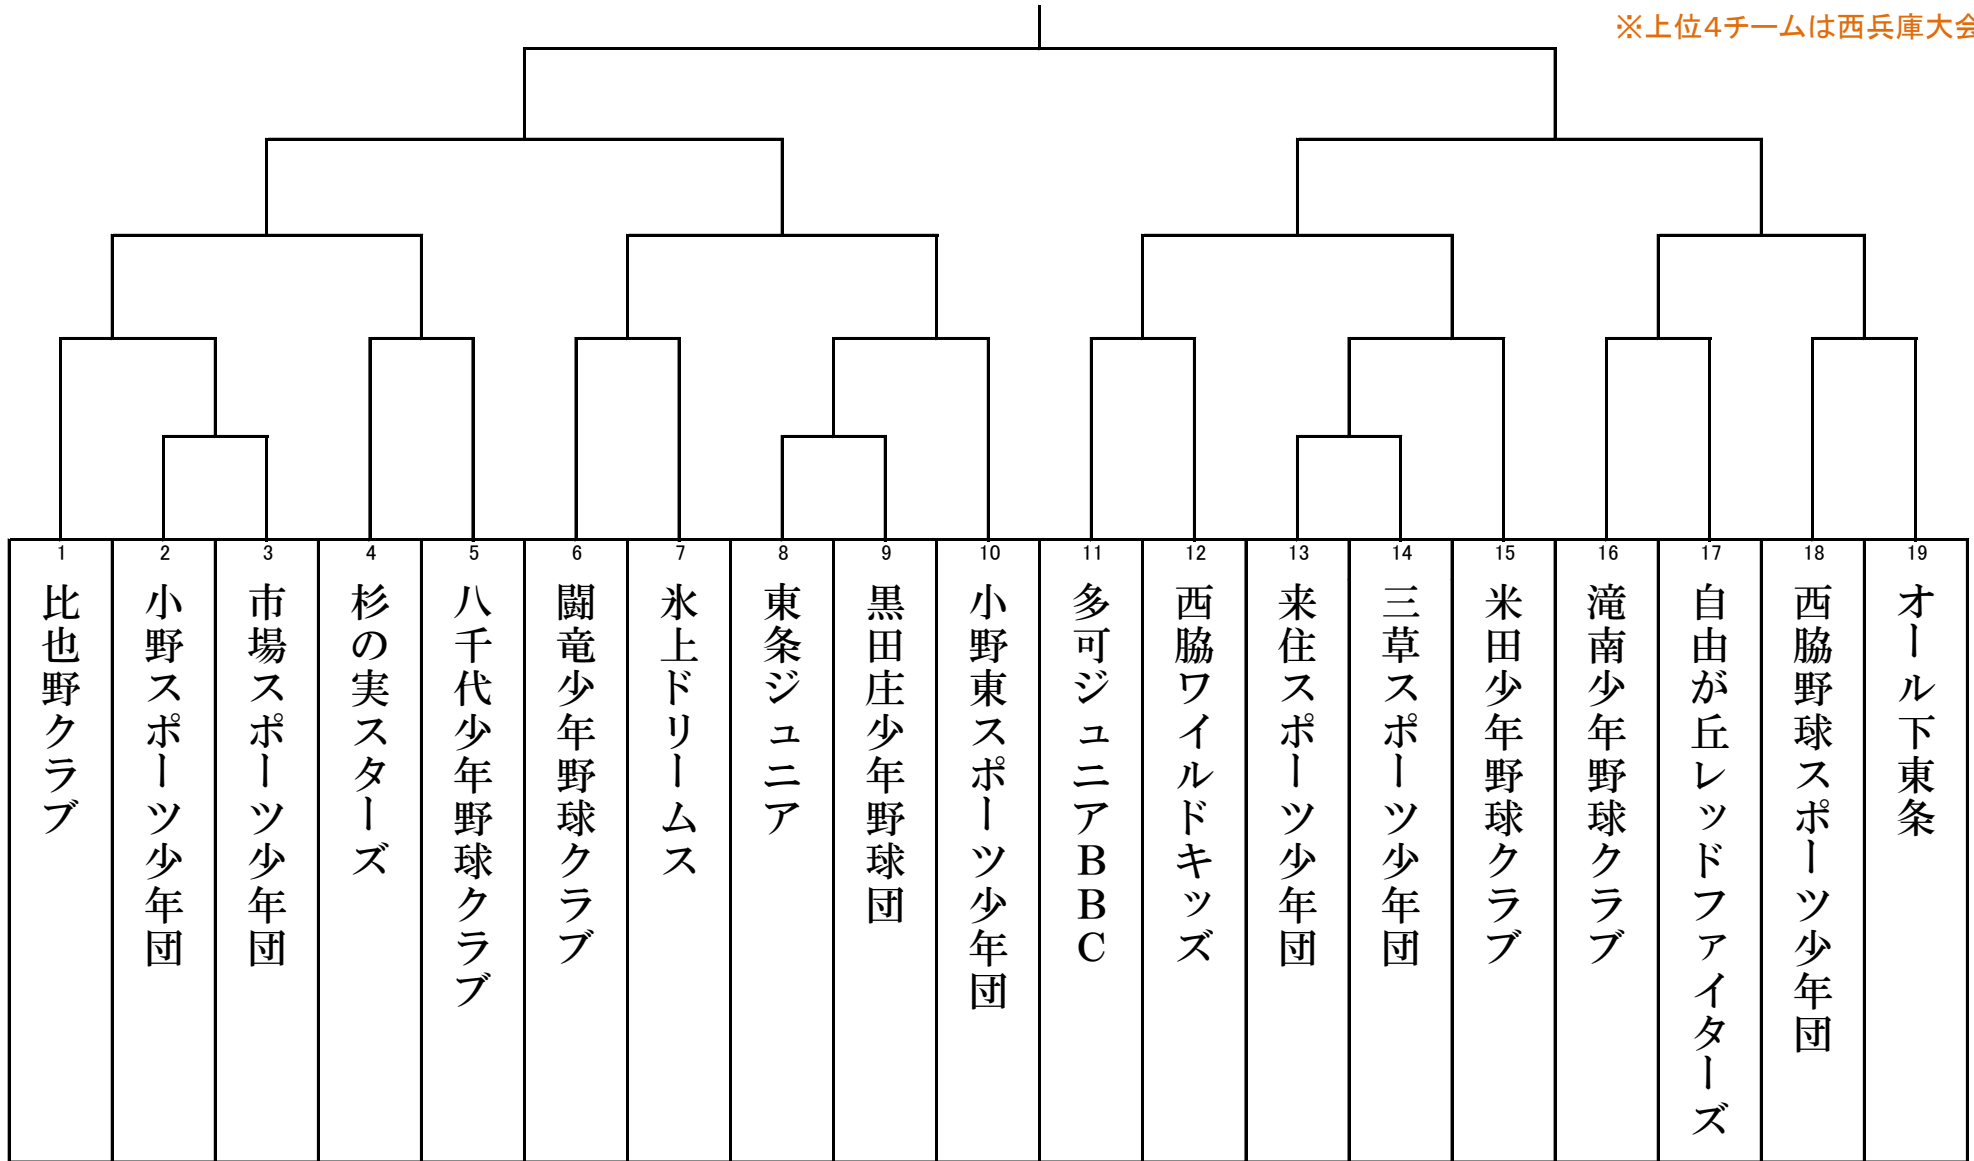 ※上位4チームは西兵庫大会
1
比也野クラブ
2
小野スポーツ少年団
3
市場スポーツ少年団
4
杉の実スターズ
5
八千代少年野球クラブ
6
闘竜少年野球クラブ
7
氷上ドリームス
8
東条ジュニア
9
黒田庄少年野球団
10
小野東スポーツ少年団
11
多可ジュニアBBC
12
西脇ワイルドキッズ
13
来住スポーツ少年団
14
三草スポーツ少年団
15
米田少年野球クラブ
16
滝南少年野球クラブ
17
自由が丘レッドファイターズ
18
西脇野球スポーツ少年団
19
オール下東条